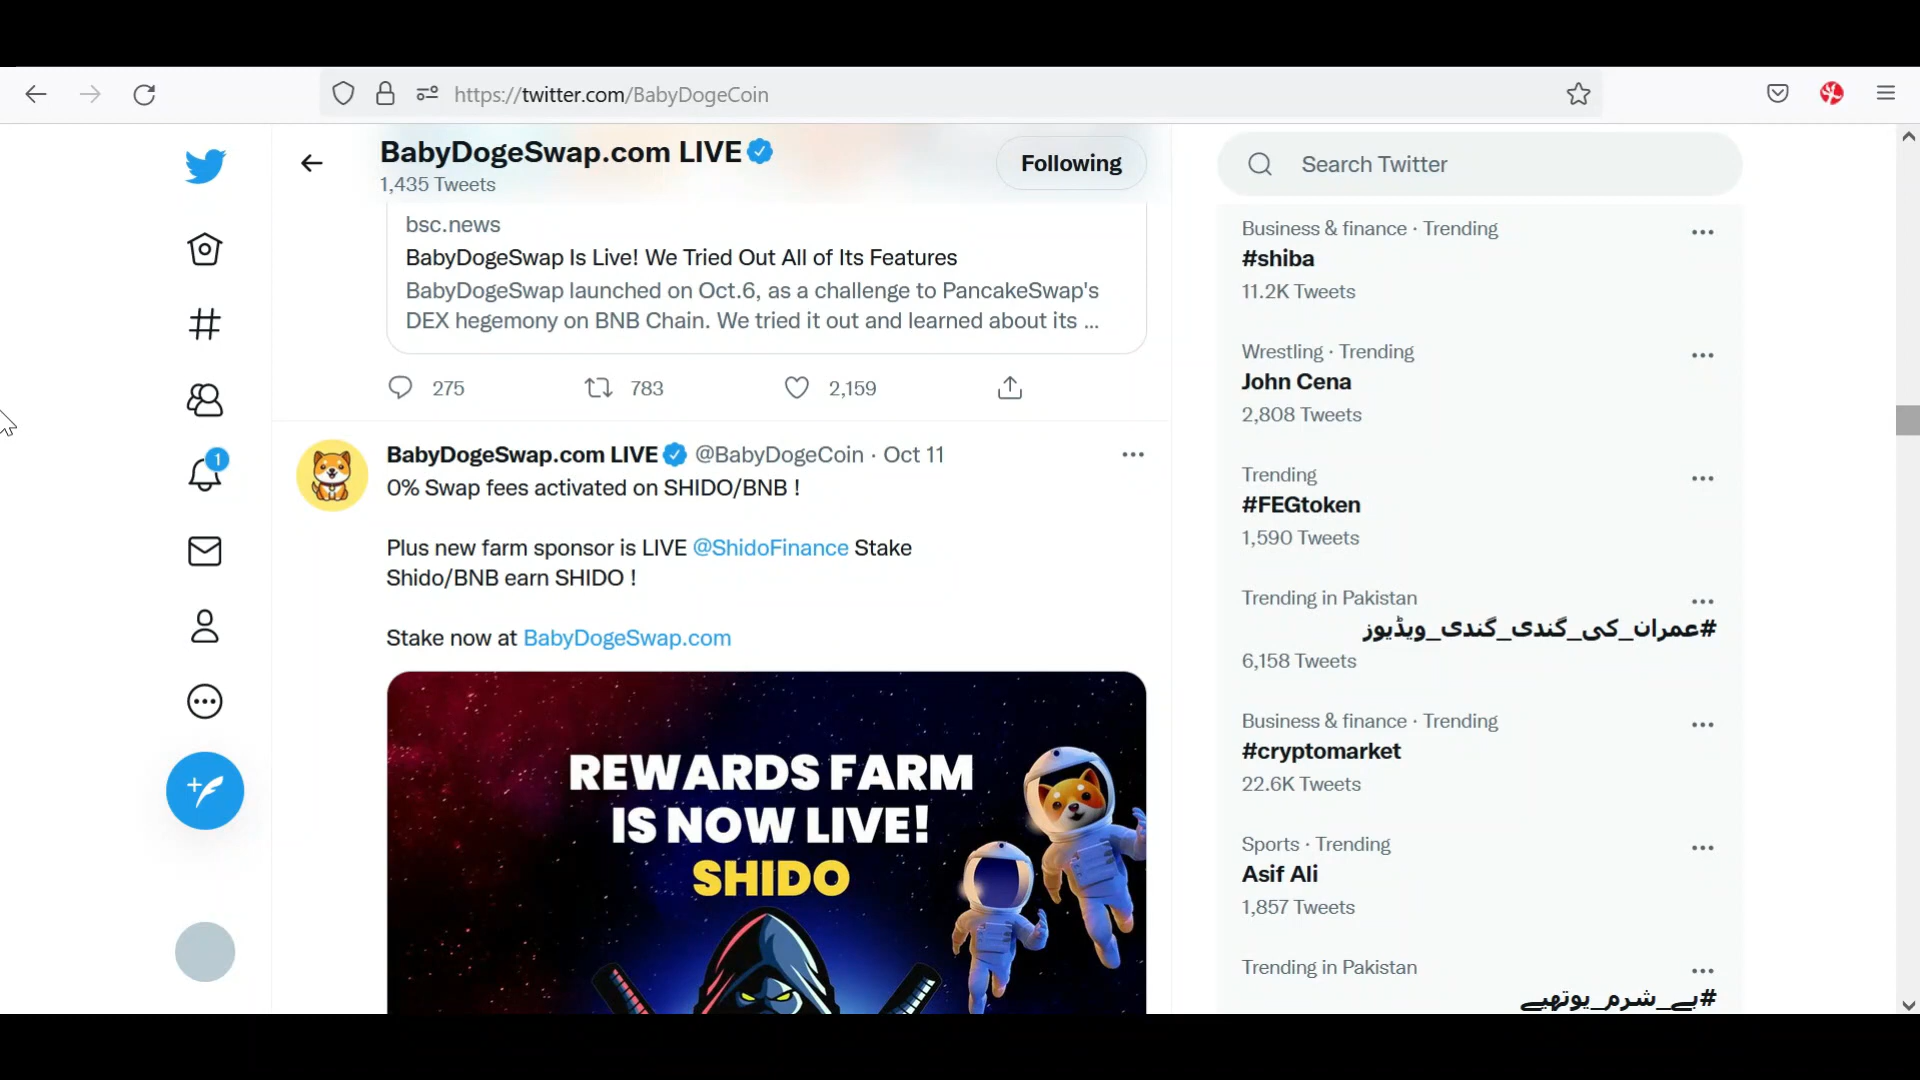 https://twitter.com/BabyDogeCoin
BabyDogeSwap.com LIVE
1,435 Tweets
Following
bsc.news
BabyDogeSwap Is Live! We Tried Out All of Its Features
BabyDogeSwap launched on Oct.6, as a challenge to PancakeSwap's
DEX hegemony on BNB Chain. We tried it out and learned about its ...
275
783
2,159
1
BabyDogeSwap.com LIVE @BabyDogeCoin · Oct 11
0% Swap fees activated on SHIDO/BNB !
Plus new farm sponsor is LIVE @ShidoFinance Stake
Shido/BNB earn SHIDO !
Stake now at BabyDogeSwap.com
REWARDS FARM
IS NOW LIVE!
SHIDO
Search Twitter
Business & finance · Trending
#shiba
11.2K Tweets
Wrestling · Trending
John Cena
2,808 Tweets
Trending
#FEGtoken
1,590 Tweets
Trending in Pakistan
#عمران_کی_گندی_گندی_ویڈیوز
6,158 Tweets
Business & finance · Trending
#cryptomarket
22.6K Tweets
Sports · Trending
Asif Ali
1,857 Tweets
Trending in Pakistan
#بے_شرم_یوتھیے